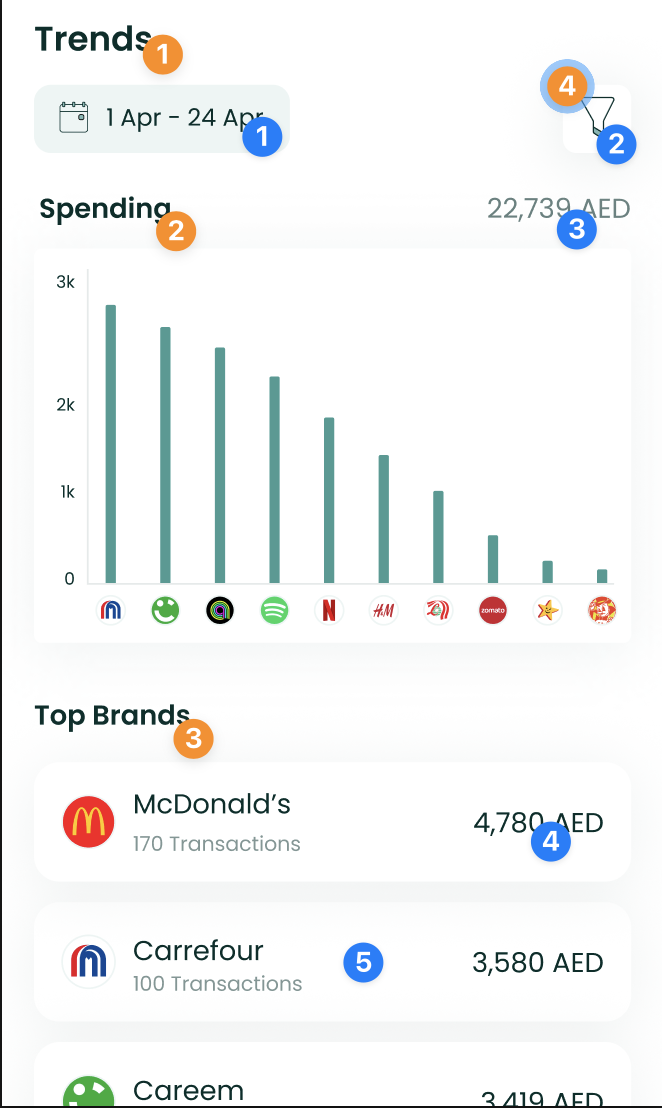 Trends
1
1 Apr - 24 Apr
1
4
2
Spending
2
22,739 AED
3
3k
2k
1k
0
H&M
zomato
Top Brands
3
McDonald's
170 Transactions
4,780 AED
4
Carrefour
100 Transactions
5
3,580 AED
Careem
3,419 AED